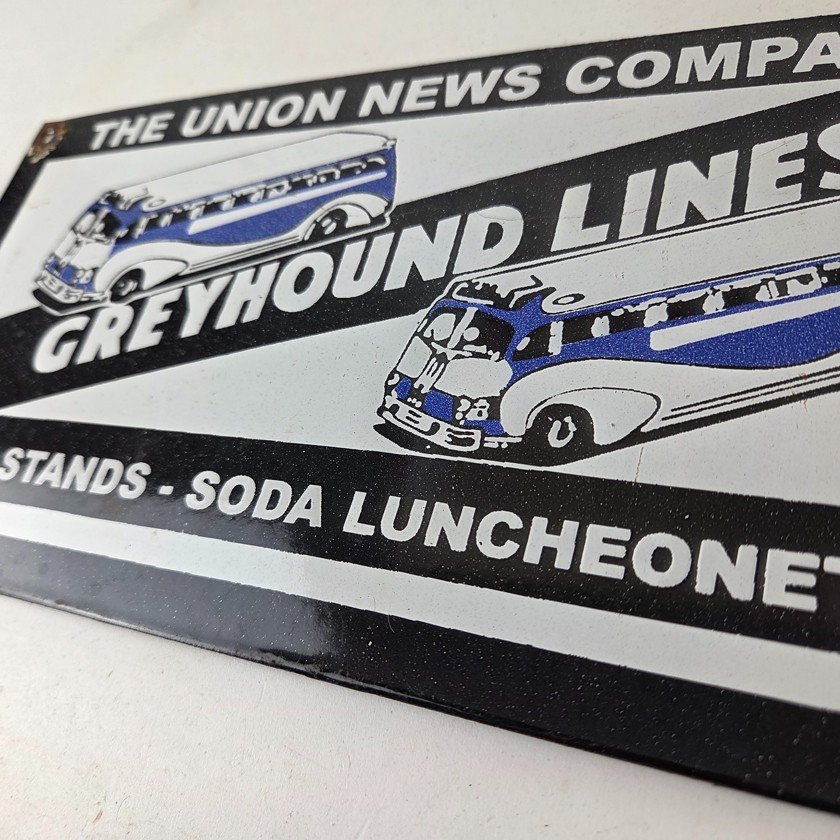 THE UNION NEWS COMPA
GREYHOUND LINES
STANDS - SODA LUNCHEONET